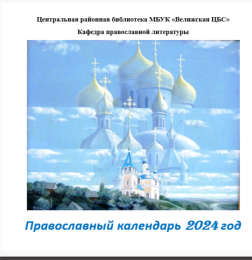 Центральная районная библиотека МБУК «Велижская ЦБС»
Кафедра православной литературы
Православный календарь 2024 год